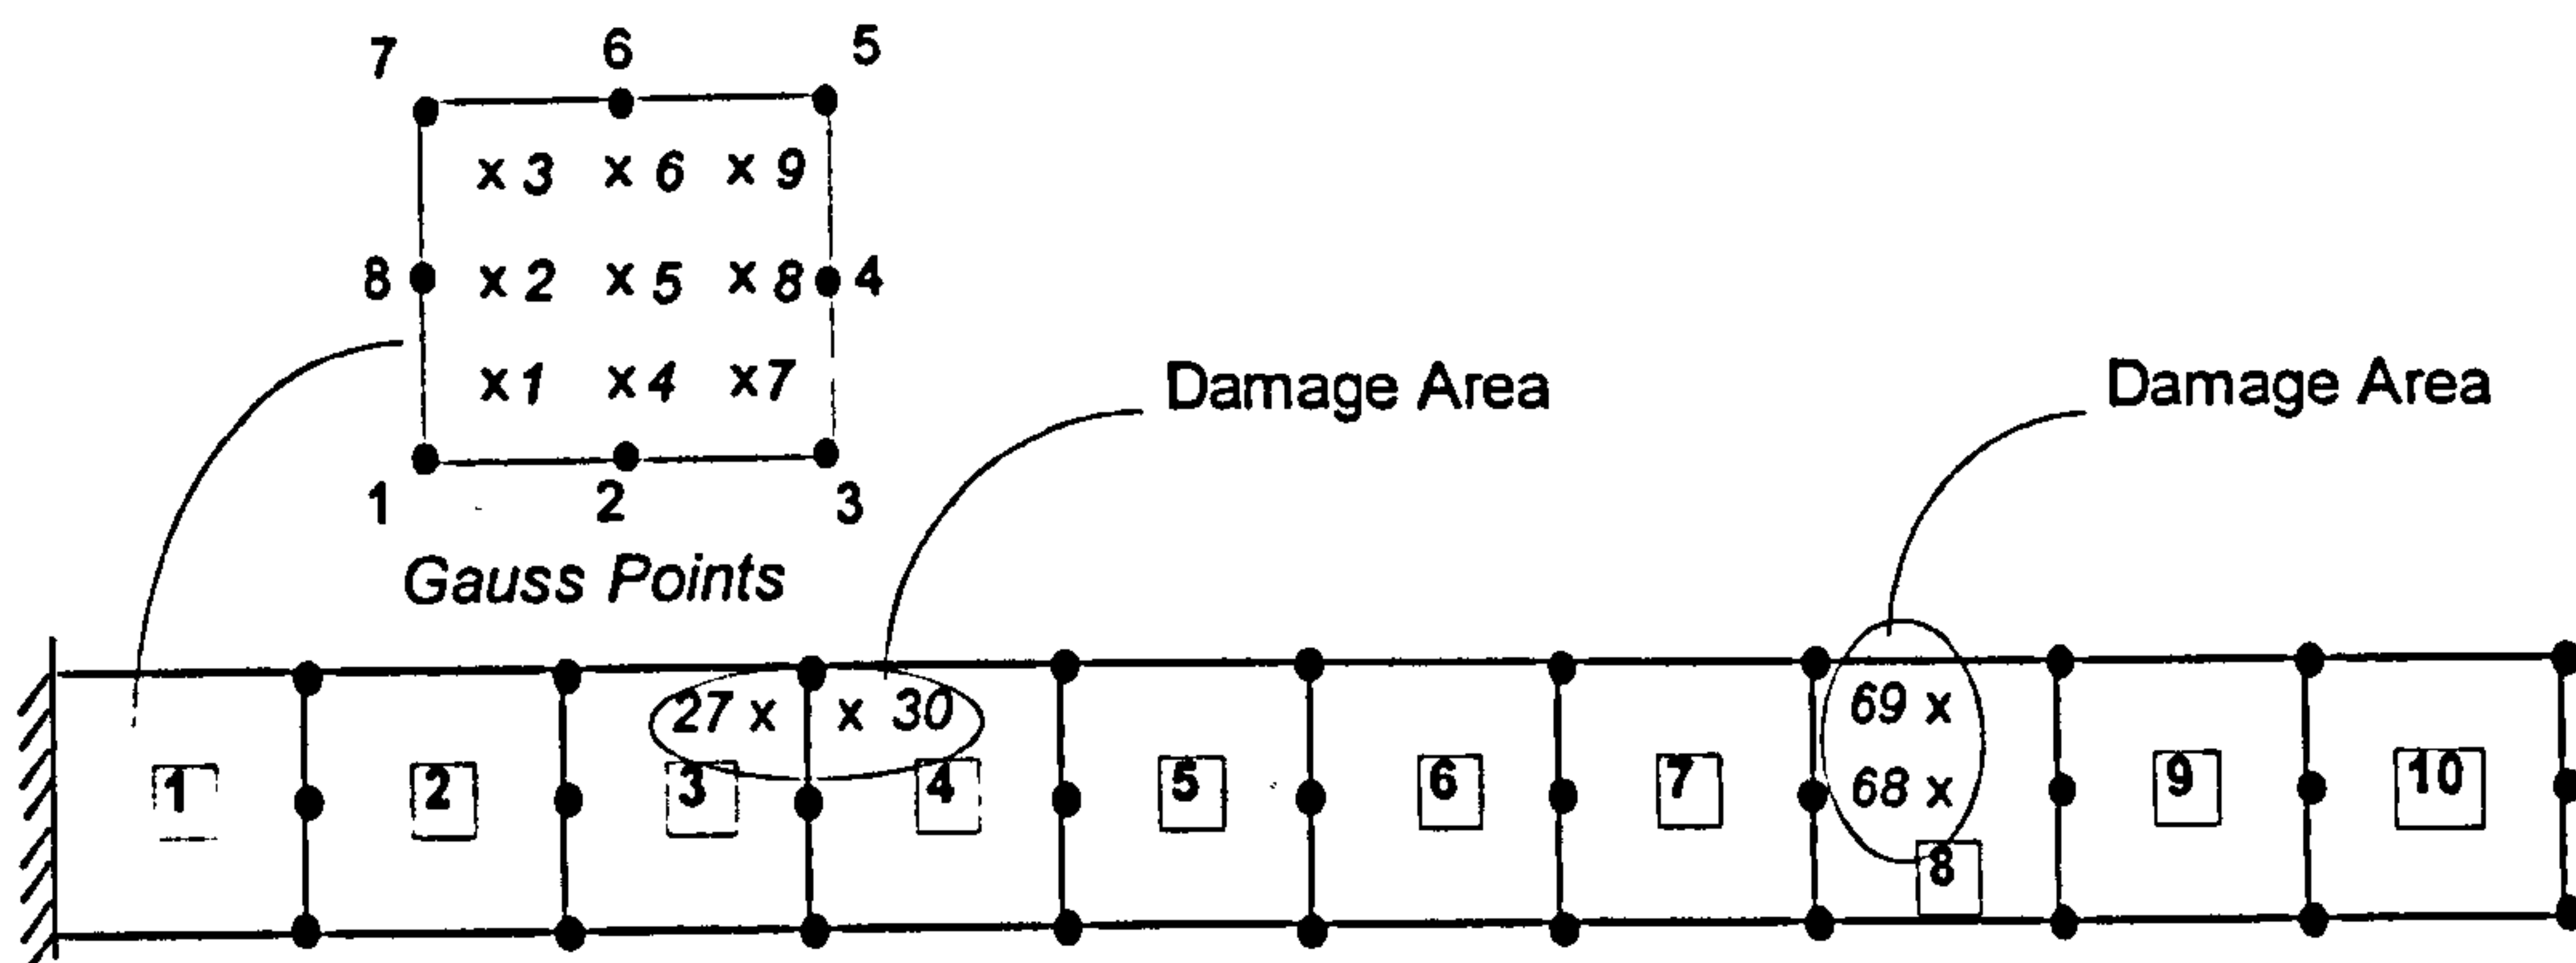 7 6 5
x 3 x 6 x 9
8 x 2 x 5 x 8 4
x 1 x 4 x 7
1 2 3
Gauss Points
Damage Area
Damage Area
27 x x 30
69 x
68 x
1 2 3 4 5 6 7 8 9 10